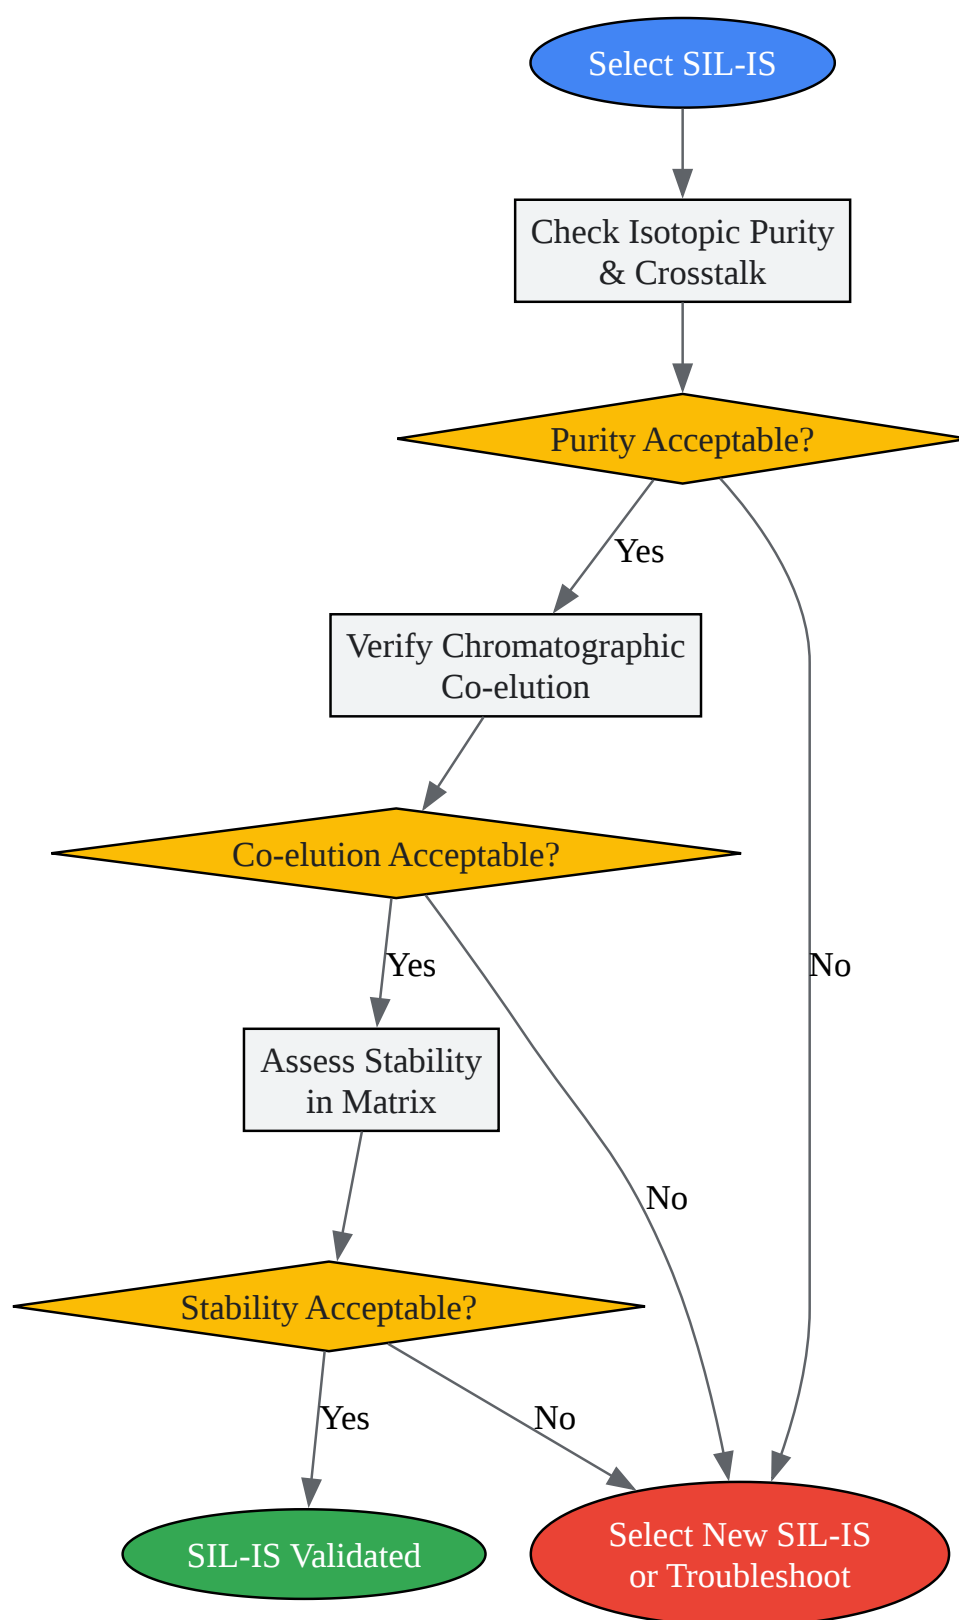 Select SIL-IS
Check Isotopic Purity
& Crosstalk
Purity Acceptable?
Yes
Verify Chromatographic
Co-elution
Co-elution Acceptable?
Yes
No
Assess Stability
in Matrix
No
Stability Acceptable?
Yes
No
SIL-IS Validated
Select New SIL-IS
or Troubleshoot